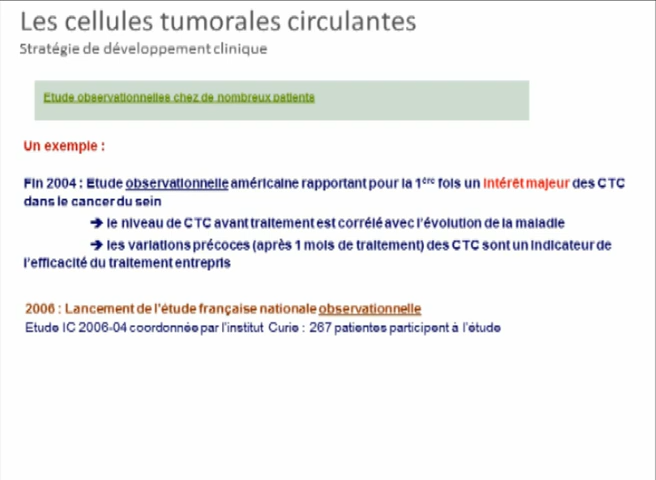 Les cellules tumorales circulantes
Stratégie de développement clinique
Etude observationnelles chez de nombreux patients
Un exemple :
Fin 2004 : Etude observationnelle américaine rapportant pour la 1ère fois un intérêt majeur des CTC
dans le cancer du sein
➔ le niveau de CTC avant traitement est corrélé avec l'évolution de la maladie
➔ les variations précoces (après 1 mois de traitement) des CTC sont un indicateur de
l'efficacité du traitement entrepris
2006 : Lancement de l'étude française nationale observationnelle
Etude IC 2006-04 coordonnée par l'institut Curie : 267 patientes participent à l'étude